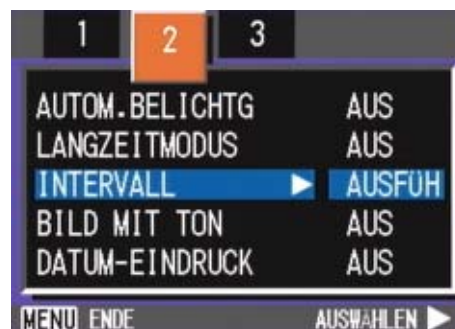 1 2 3
AUTOM.BELICHTG AUS
LANGZEITMODUS AUS
INTERVALL ▶ AUSFÜH
BILD MIT TON AUS
DATUM-EINDRUCK AUS
MENU ENDE AUSWÄHLEN ▶